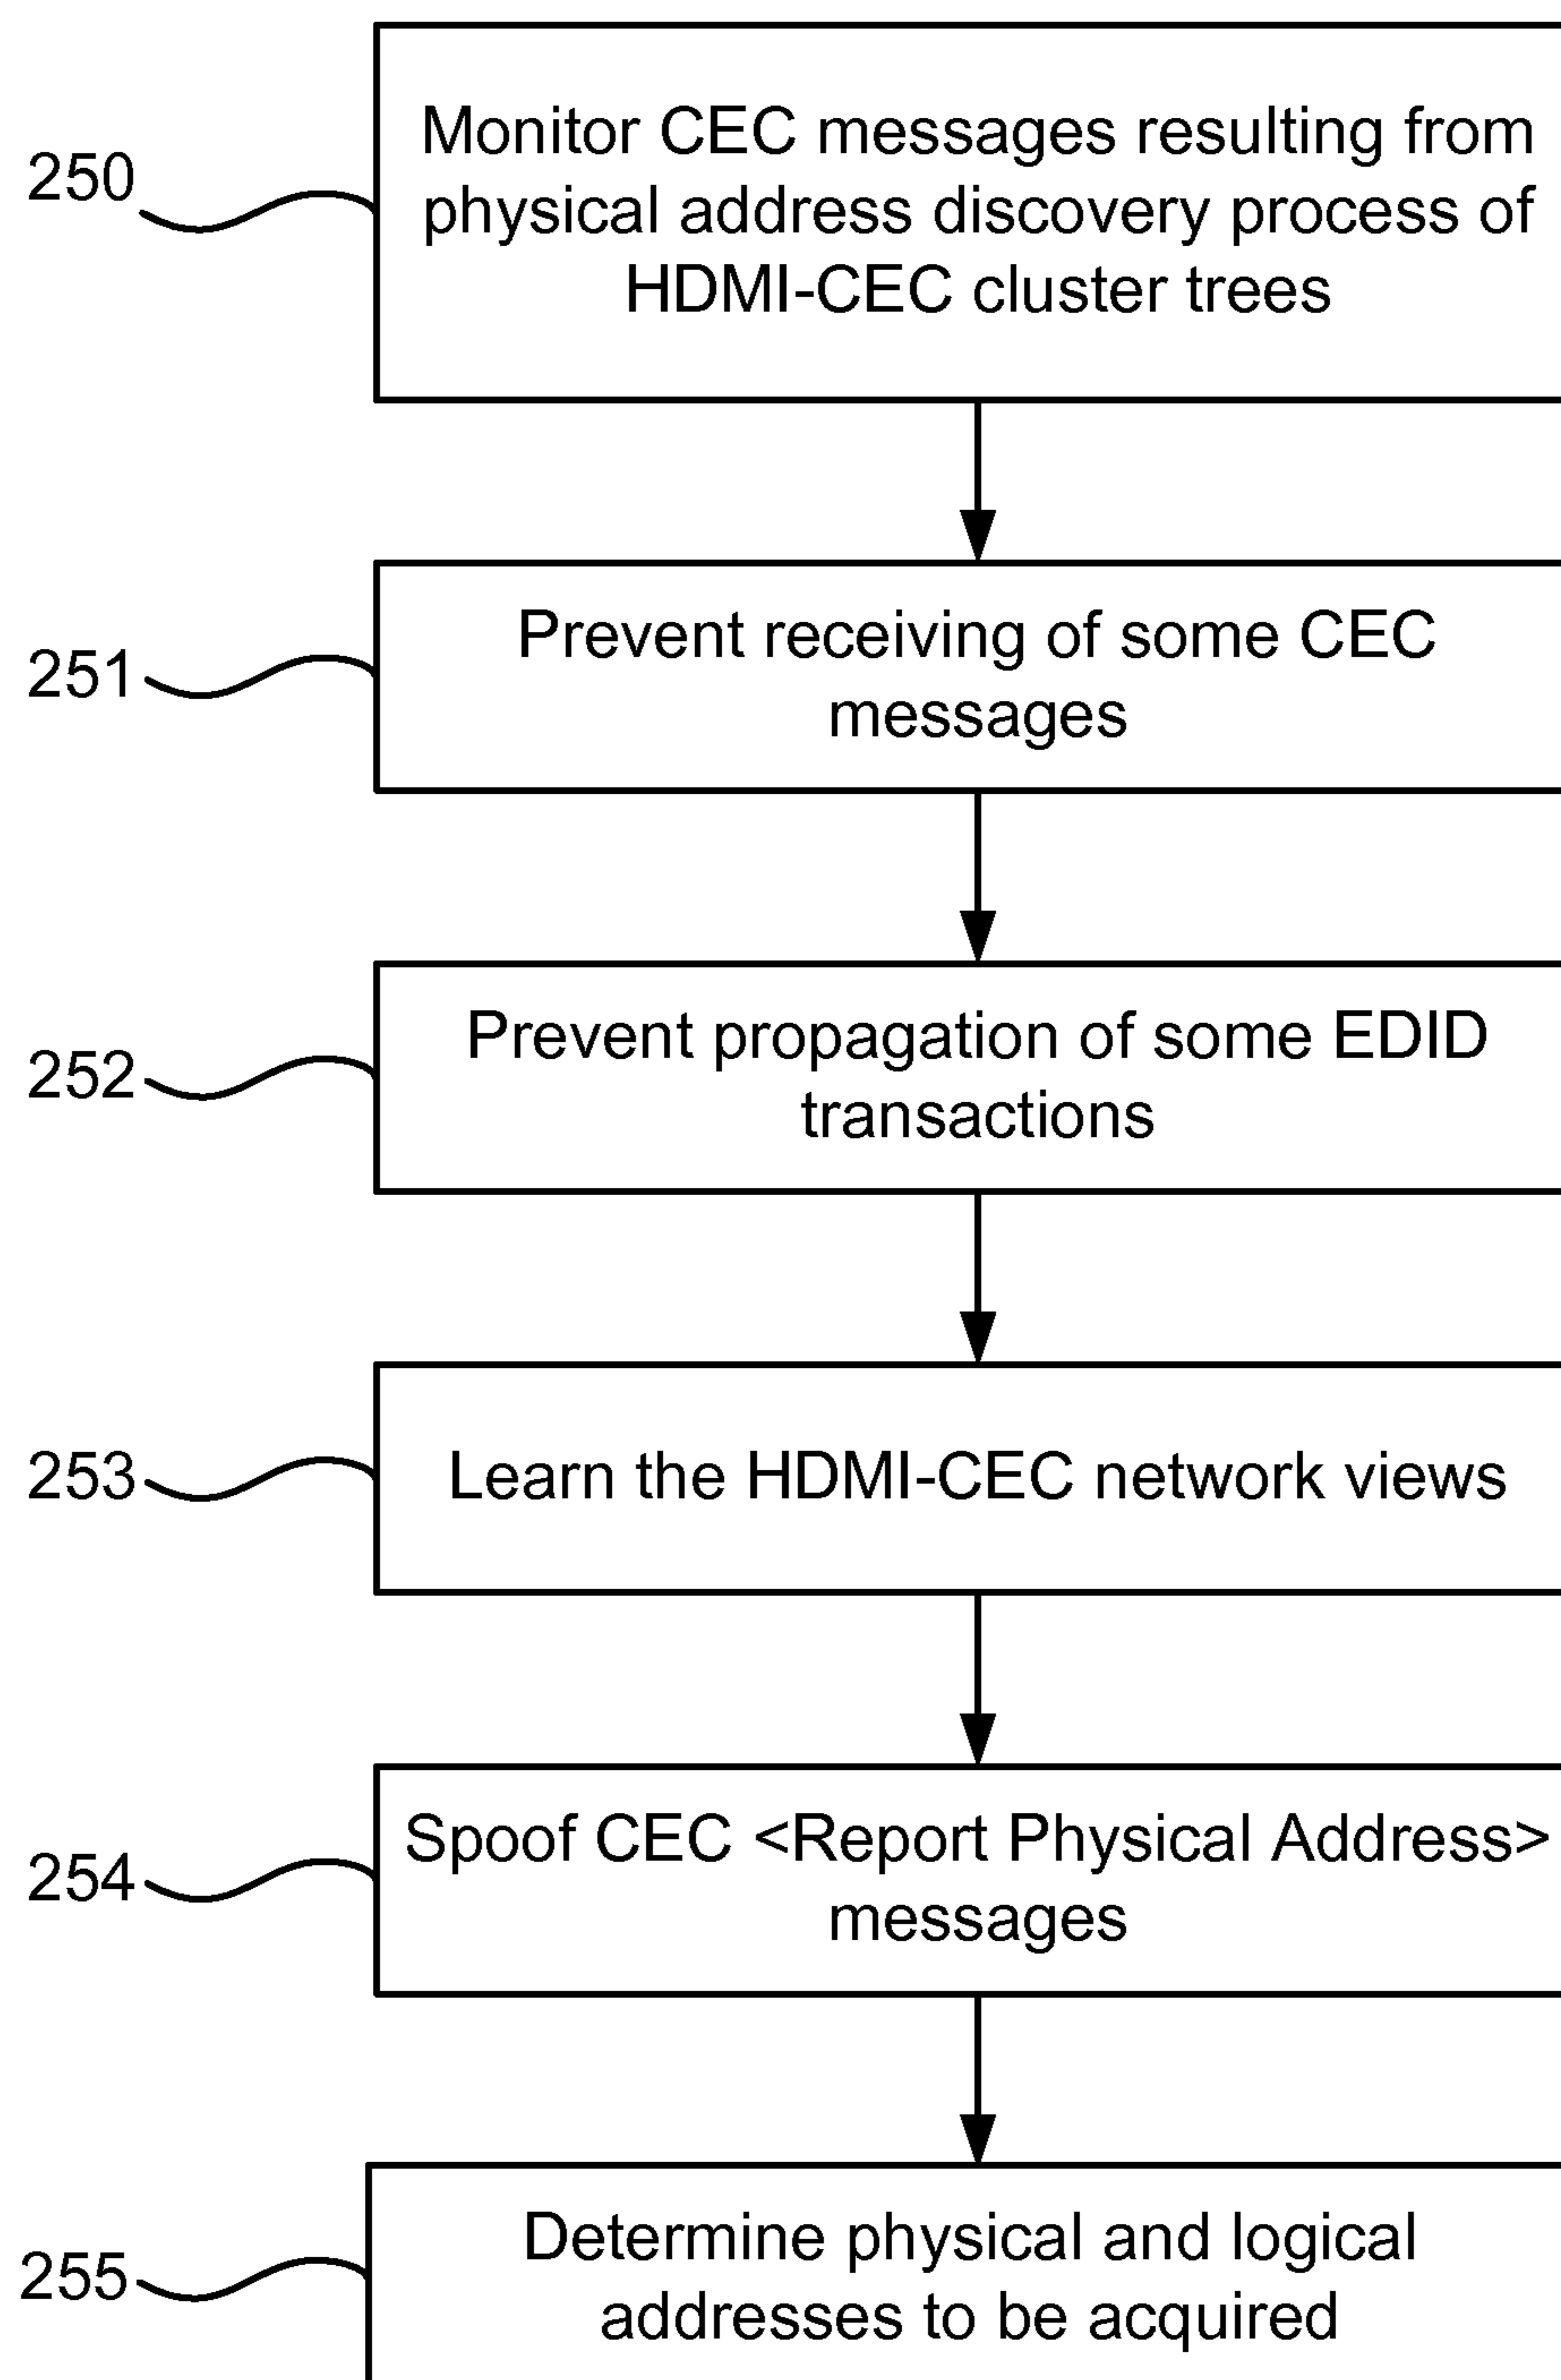 250
Monitor CEC messages resulting from
physical address discovery process of
HDMI-CEC cluster trees
251
Prevent receiving of some CEC
messages
252
Prevent propagation of some EDID
transactions
253
Learn the HDMI-CEC network views
254
Spoof CEC <Report Physical Address>
messages
255
Determine physical and logical
addresses to be acquired